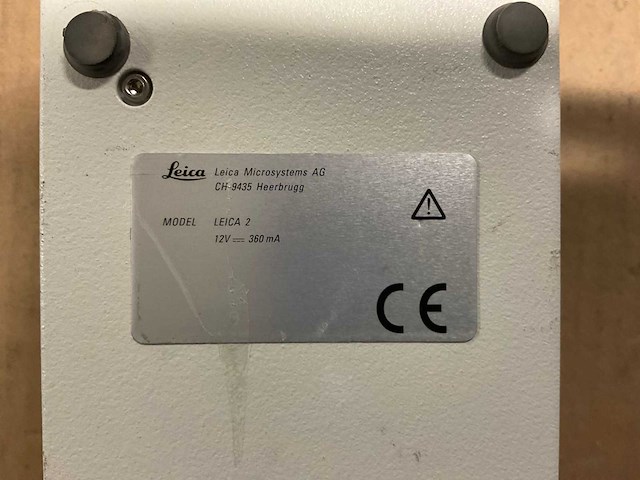 Leica Leica Microsystems AG
CH-9435 Heerbrugg
MODEL LEICA 2
12V ⎓ 360 mA
CE